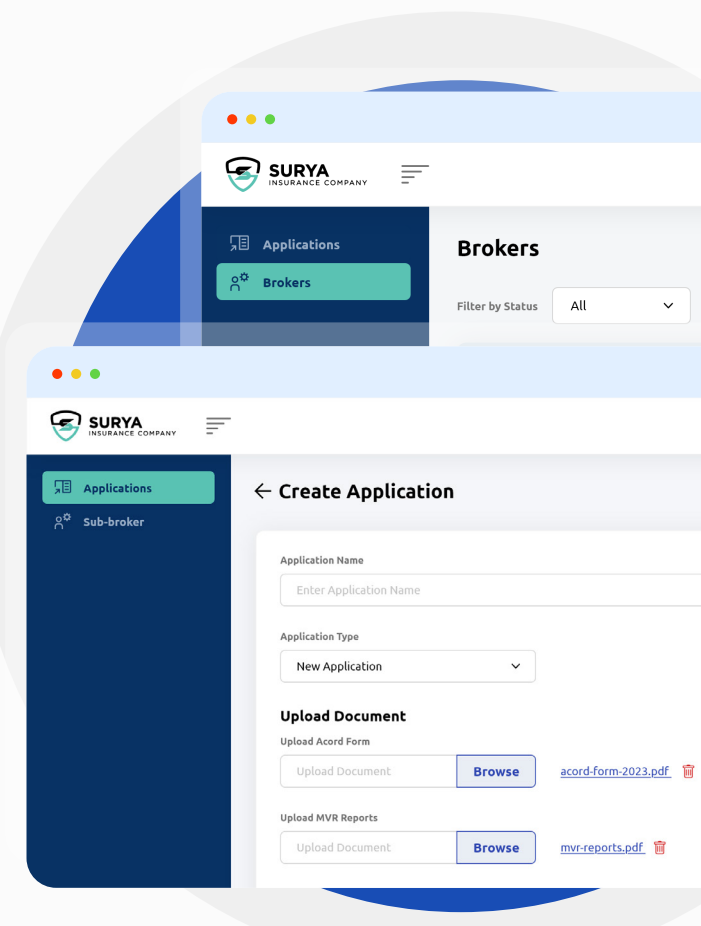 SURYA
INSURANCE COMPANY
Applications
Brokers
Brokers
Filter by Status
All
SURYA
INSURANCE COMPANY
Applications
Sub-broker
Create Application
Application Name
Enter Application Name
Application Type
New Application
Upload Document
Upload Acord Form
Upload Document Browse acord-form-2023.pdf
Upload MVR Reports
Upload Document Browse mvr-reports.pdf